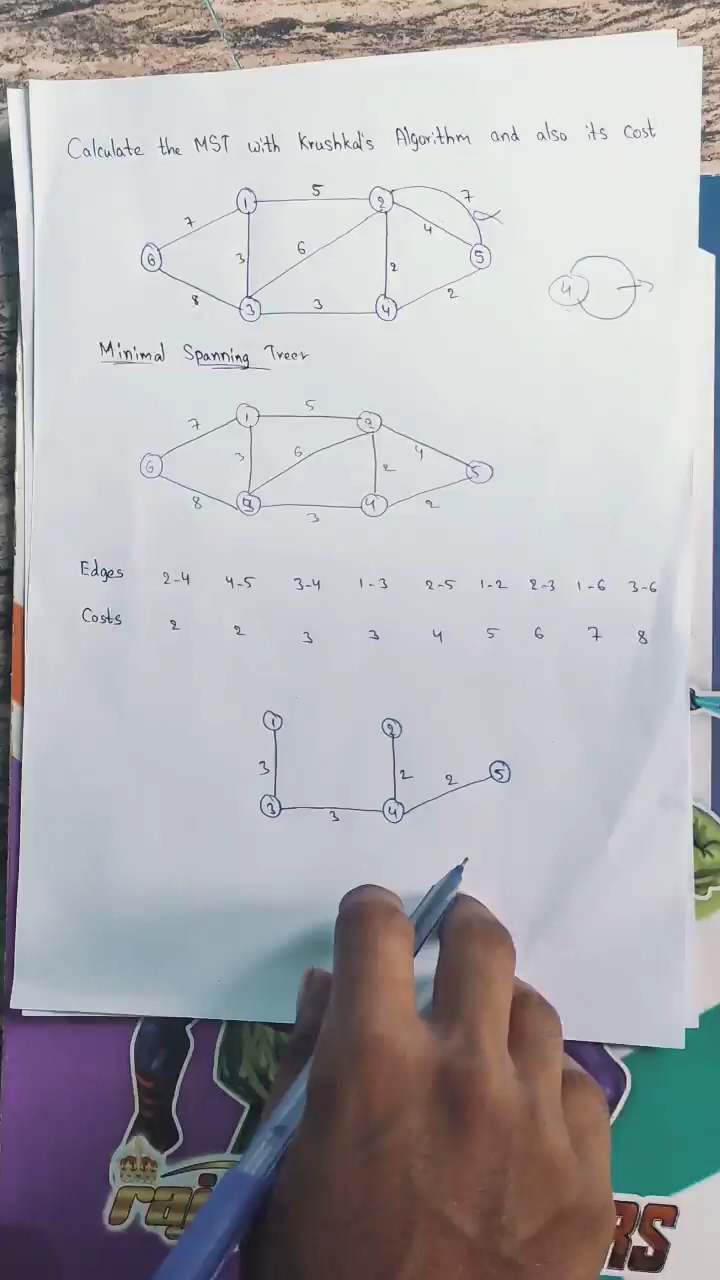 Calculate the MST with Krushkal's Algorithm and also its cost
1 5 2 7
7 4
6 3 6 2 5 4
8 3 3 4 2
Minimal Spanning Treer
1 5 2
7 3 6 2 4
6 5
8 3 3 4 2
Edges 2-4 4-5 3-4 1-3 2-5 1-2 2-3 1-6 3-6
Costs 2 2 3 3 4 5 6 7 8
1 2
3 2 2 5
3 3 4
raj
RS